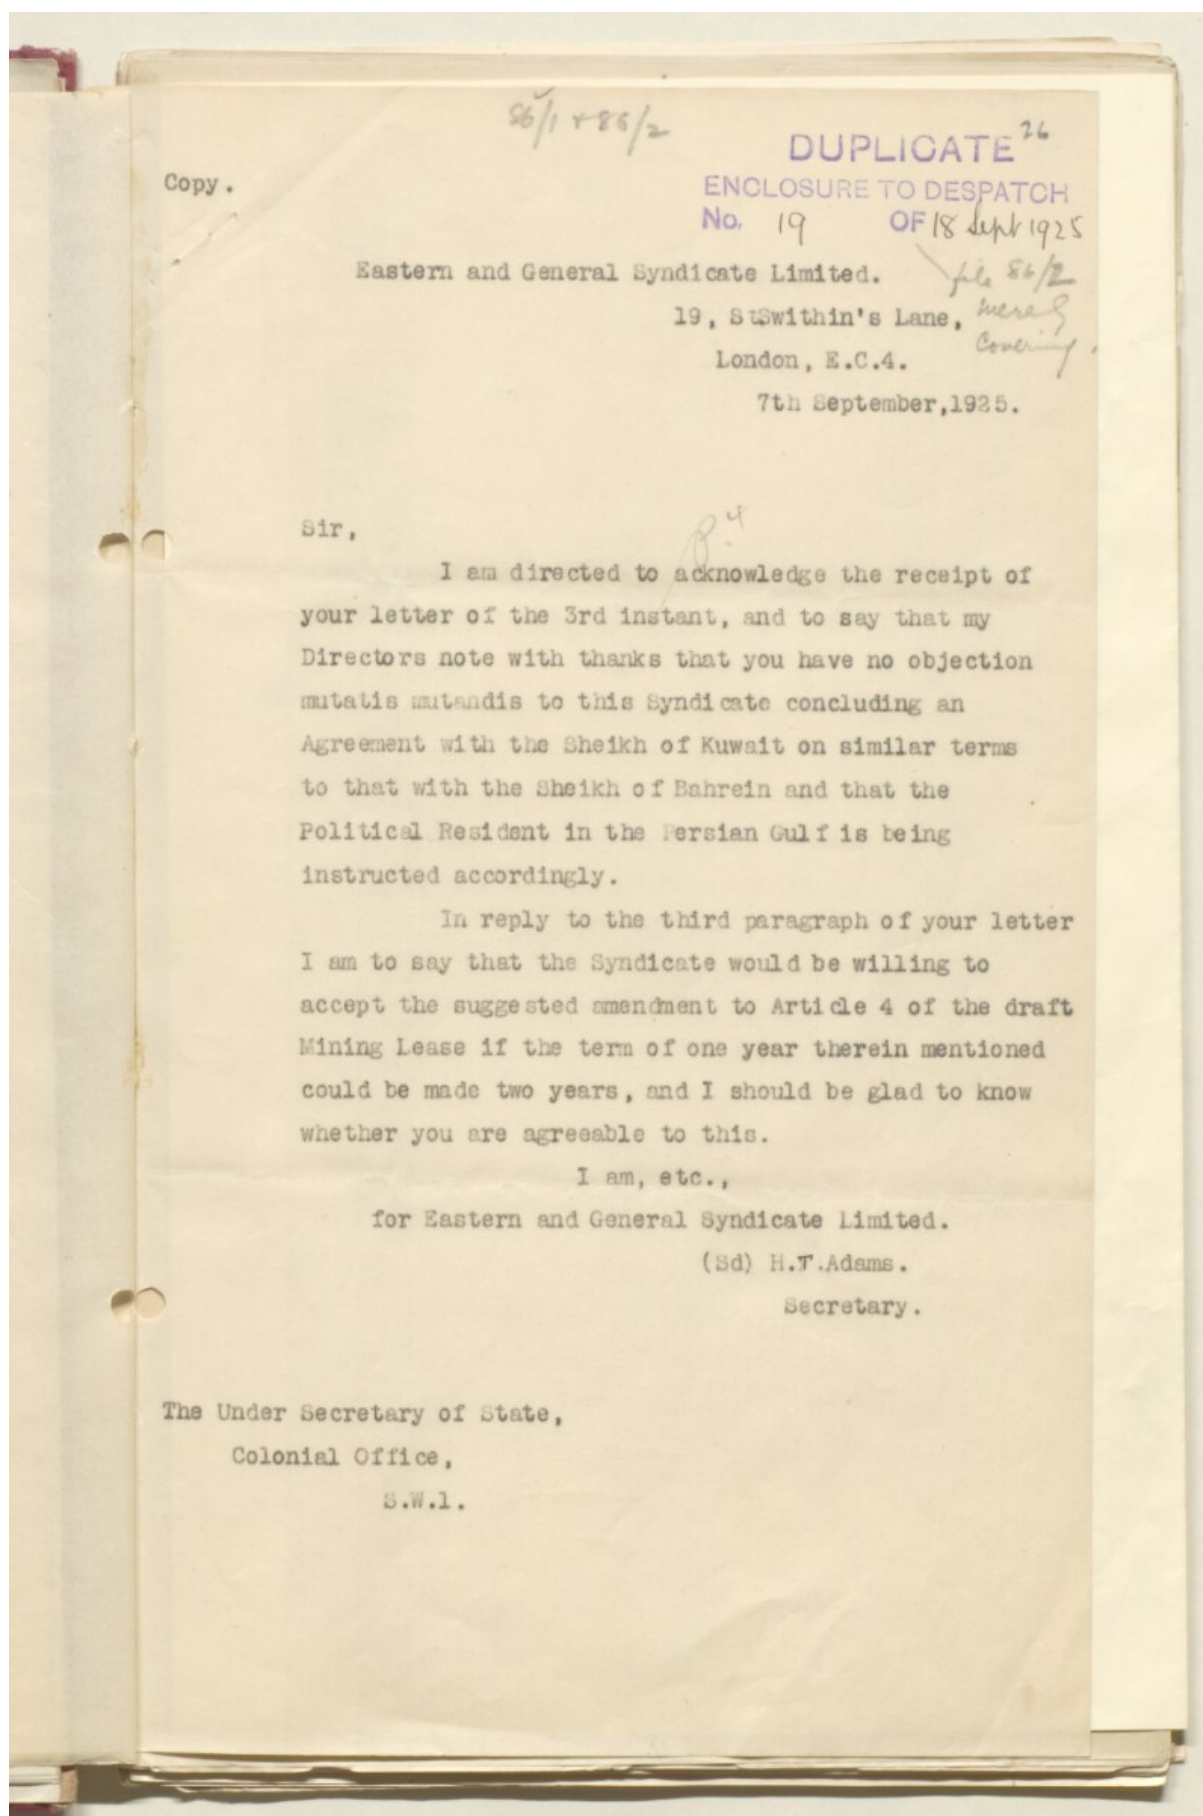 86/1 + 86/2
DUPLICATE 26
Copy.
ENCLOSURE TO DESPATCH
No. 19 OF 18 Sept 1925
Eastern and General Syndicate Limited.
file 86/2
19, StSwithin's Lane,
merely
London, E.C.4.
covering.
7th September,1925.
Sir,
P. 4
I am directed to acknowledge the receipt of
your letter of the 3rd instant, and to say that my
Directors note with thanks that you have no objection
mutatis mutandis to this Syndicate concluding an
Agreement with the Sheikh of Kuwait on similar terms
to that with the Sheikh of Bahrein and that the
Political Resident in the Persian Gulf is being
instructed accordingly.
In reply to the third paragraph of your letter
I am to say that the Syndicate would be willing to
accept the suggested amendment to Article 4 of the draft
Mining Lease if the term of one year therein mentioned
could be made two years, and I should be glad to know
whether you are agreeable to this.
I am, etc.,
for Eastern and General Syndicate Limited.
(Sd) H.T.Adams.
Secretary.
The Under Secretary of State,
Colonial Office,
S.W.1.